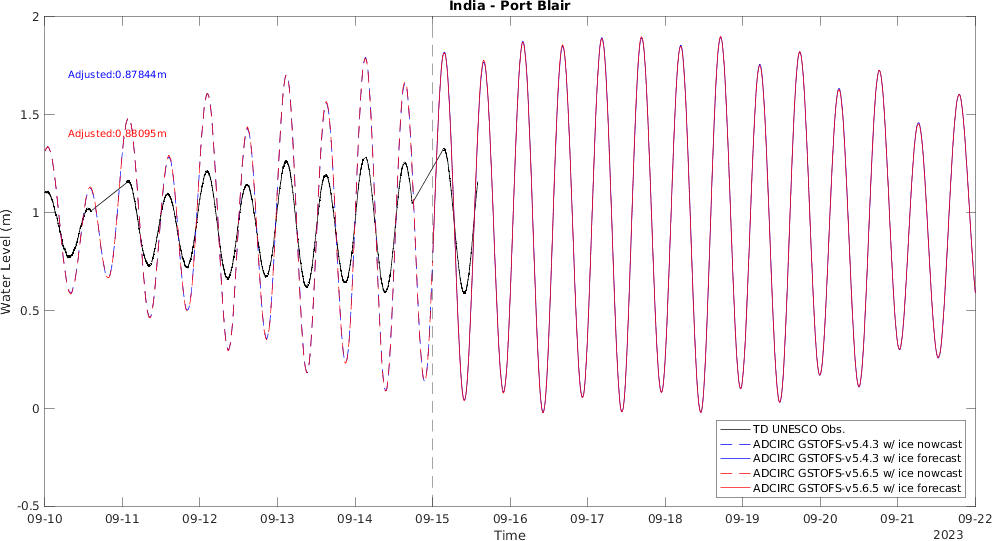 India - Port Blair
2
Adjusted:0.87844m
1.5
Adjusted:0.88095m
1
Water Level (m)
0.5
0
-0.5
TD UNESCO Obs.
ADCIRC GSTOFS-v5.4.3 w/ ice nowcast
ADCIRC GSTOFS-v5.4.3 w/ ice forecast
ADCIRC GSTOFS-v5.6.5 w/ ice nowcast
ADCIRC GSTOFS-v5.6.5 w/ ice forecast
09-10 09-11 09-12 09-13 09-14 09-15 09-16 09-17 09-18 09-19 09-20 09-21 09-22
Time
2023